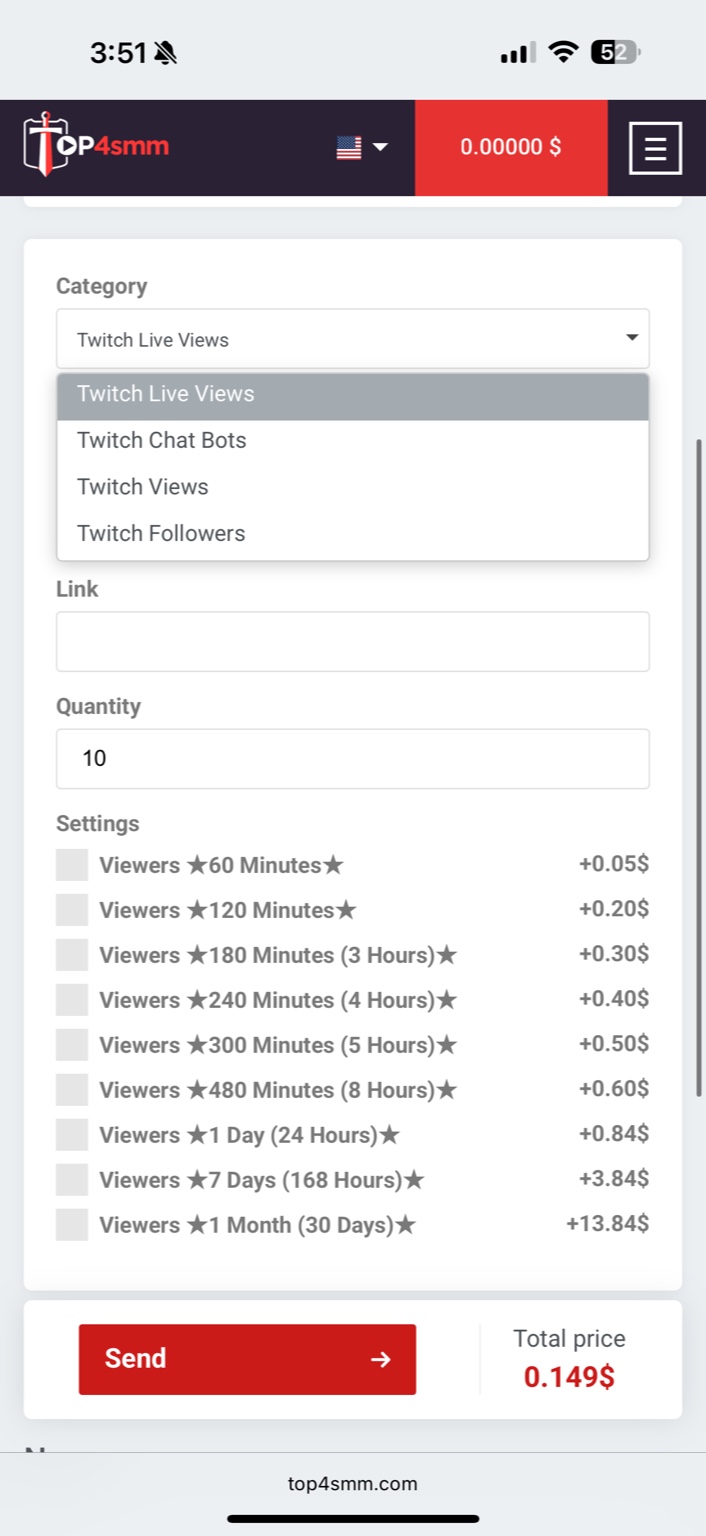 3:51
52
TOP4smm
0.00000 $
Category
Twitch Live Views
Twitch Live Views
Twitch Chat Bots
Twitch Views
Twitch Followers
Link
Quantity
10
Settings
Viewers ★60 Minutes★ +0.05$
Viewers ★120 Minutes★ +0.20$
Viewers ★180 Minutes (3 Hours)★ +0.30$
Viewers ★240 Minutes (4 Hours)★ +0.40$
Viewers ★300 Minutes (5 Hours)★ +0.50$
Viewers ★480 Minutes (8 Hours)★ +0.60$
Viewers ★1 Day (24 Hours)★ +0.84$
Viewers ★7 Days (168 Hours)★ +3.84$
Viewers ★1 Month (30 Days)★ +13.84$
Send →
Total price
0.149$
top4smm.com